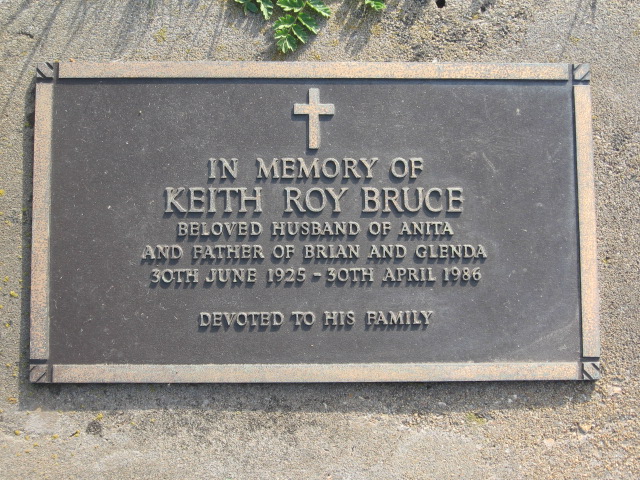 IN MEMORY OF
KEITH ROY BRUCE
BELOVED HUSBAND OF ANITA
AND FATHER OF BRIAN AND GLENDA
30TH JUNE 1925 - 30TH APRIL 1986
DEVOTED TO HIS FAMILY